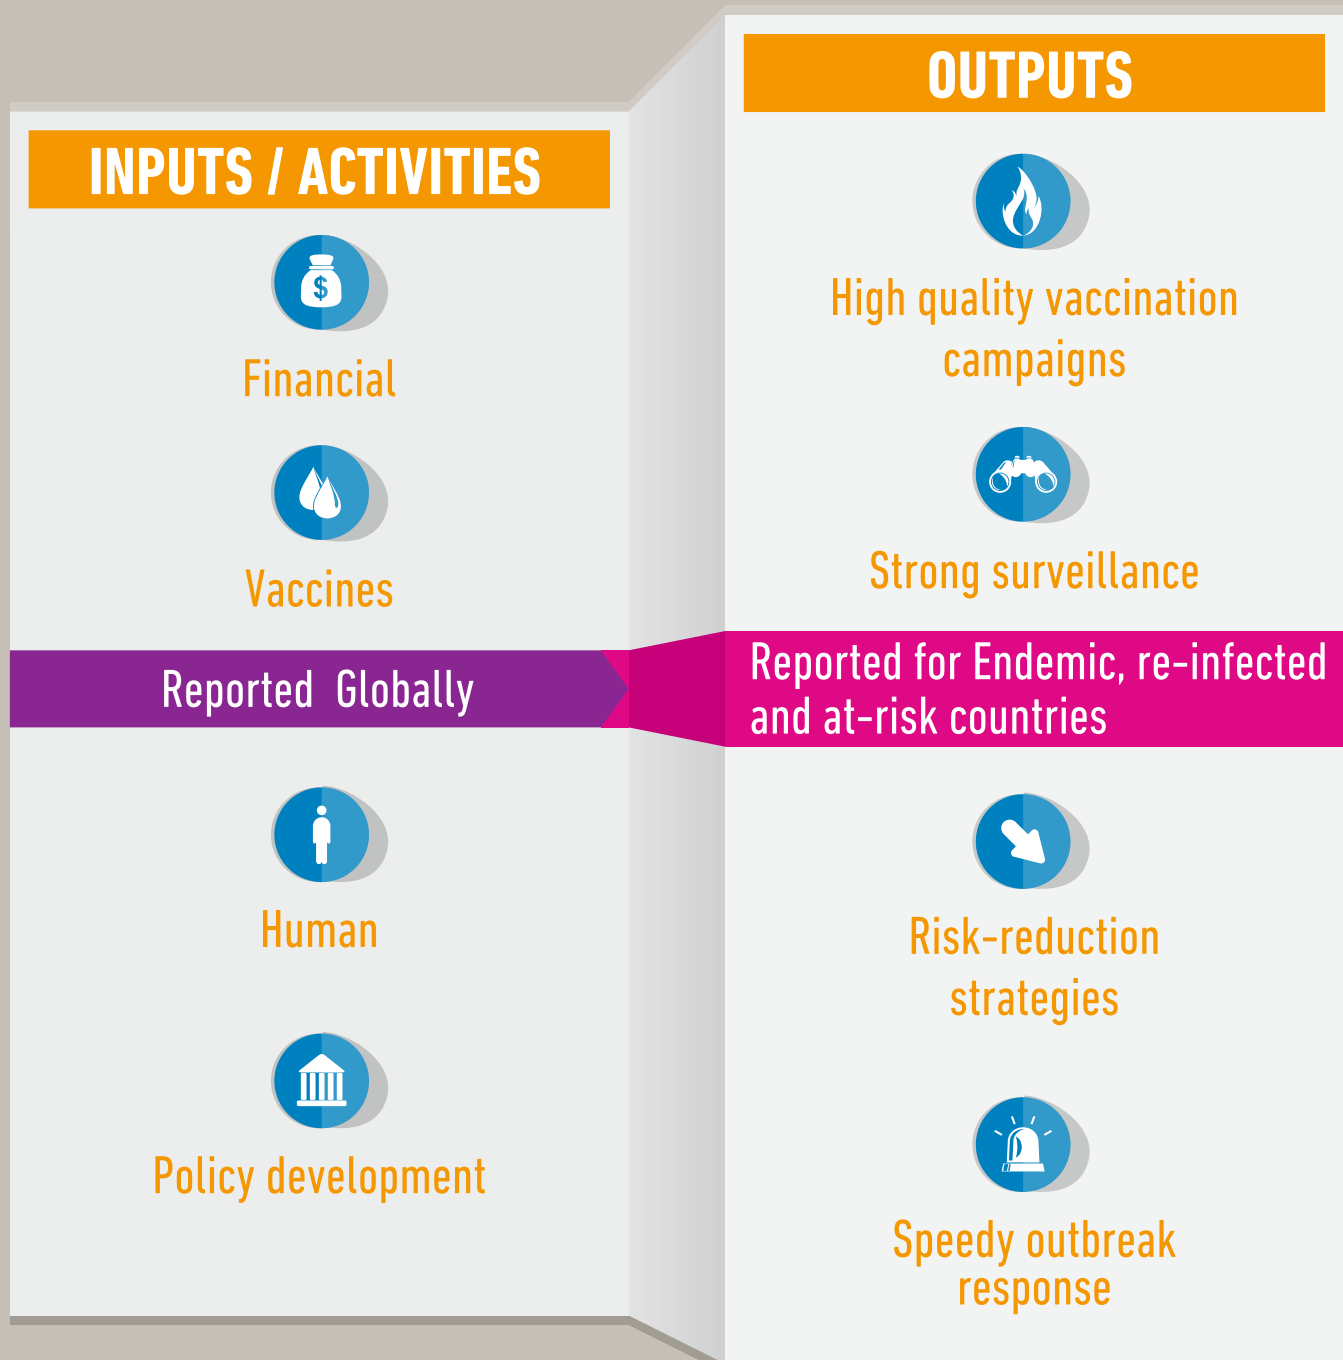 INPUTS / ACTIVITIES
$
Financial
Vaccines
Reported Globally
Human
Policy development
OUTPUTS
High quality vaccination
campaigns
Strong surveillance
Reported for Endemic, re-infected
and at-risk countries
Risk-reduction
strategies
Speedy outbreak
response